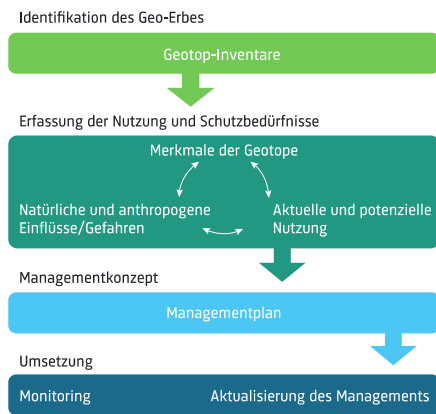 Identifikation des Geo-Erbes
Geotop-Inventare
Erfassung der Nutzung und Schutzbedürfnisse
Merkmale der Geotope
Natürliche und anthropogene
Einflüsse/Gefahren
Aktuelle und potenzielle
Nutzung
Managementkonzept
Managementplan
Umsetzung
Monitoring
Aktualisierung des Managements